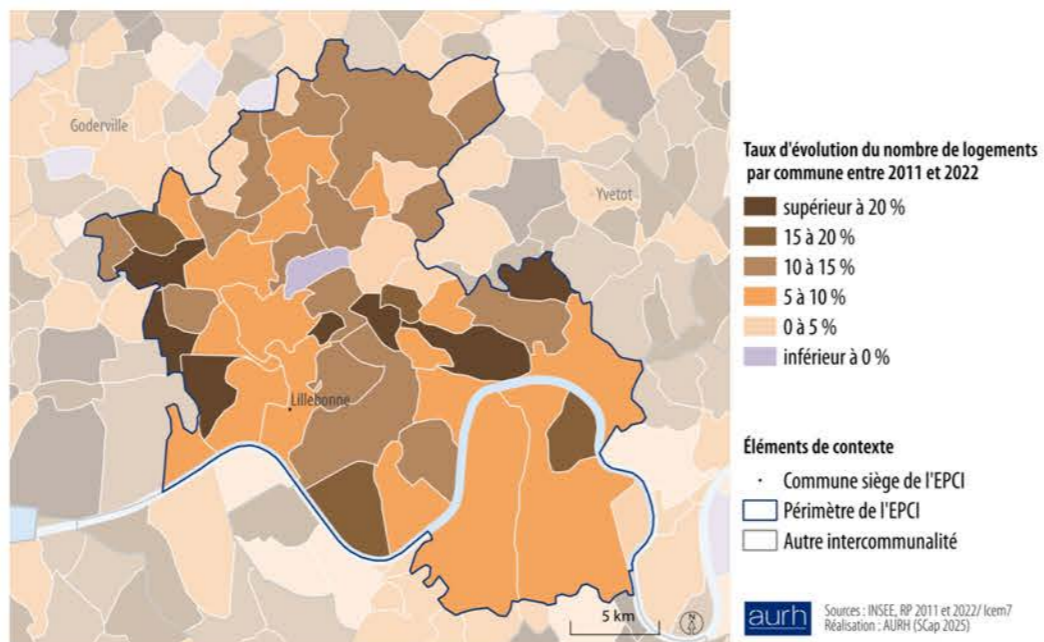 Goderville
Yvetot
Lillebonne
5 km
N
Taux d'évolution du nombre de logements
par commune entre 2011 et 2022
supérieur à 20 %
15 à 20 %
10 à 15 %
5 à 10 %
0 à 5 %
inférieur à 0 %
Éléments de contexte
Commune siège de l'EPCI
Périmètre de l'EPCI
Autre intercommunalité
aurh
Sources : INSEE, RP 2011 et 2022/ Icem7
Réalisation : AURH (SCap 2025)